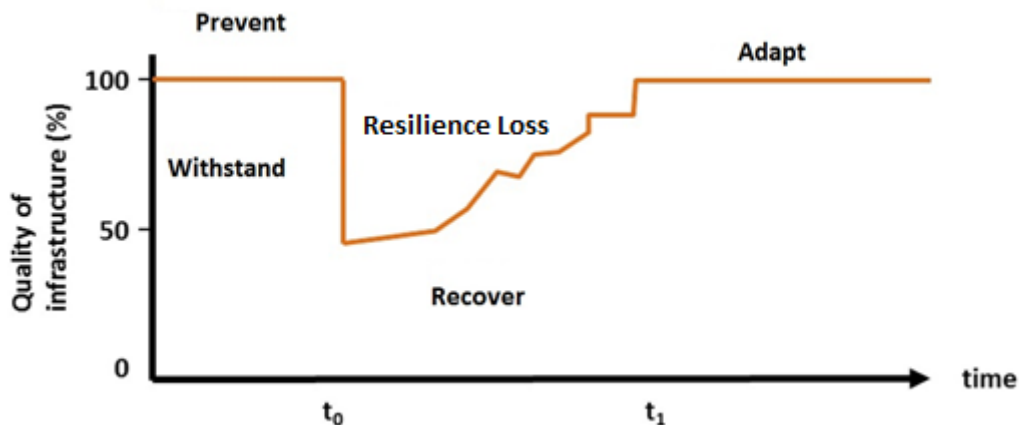 Prevent
Adapt
100
Resilience Loss
Withstand
Quality of
infrastructure (%)
50
Recover
0
time
t₀
t₁